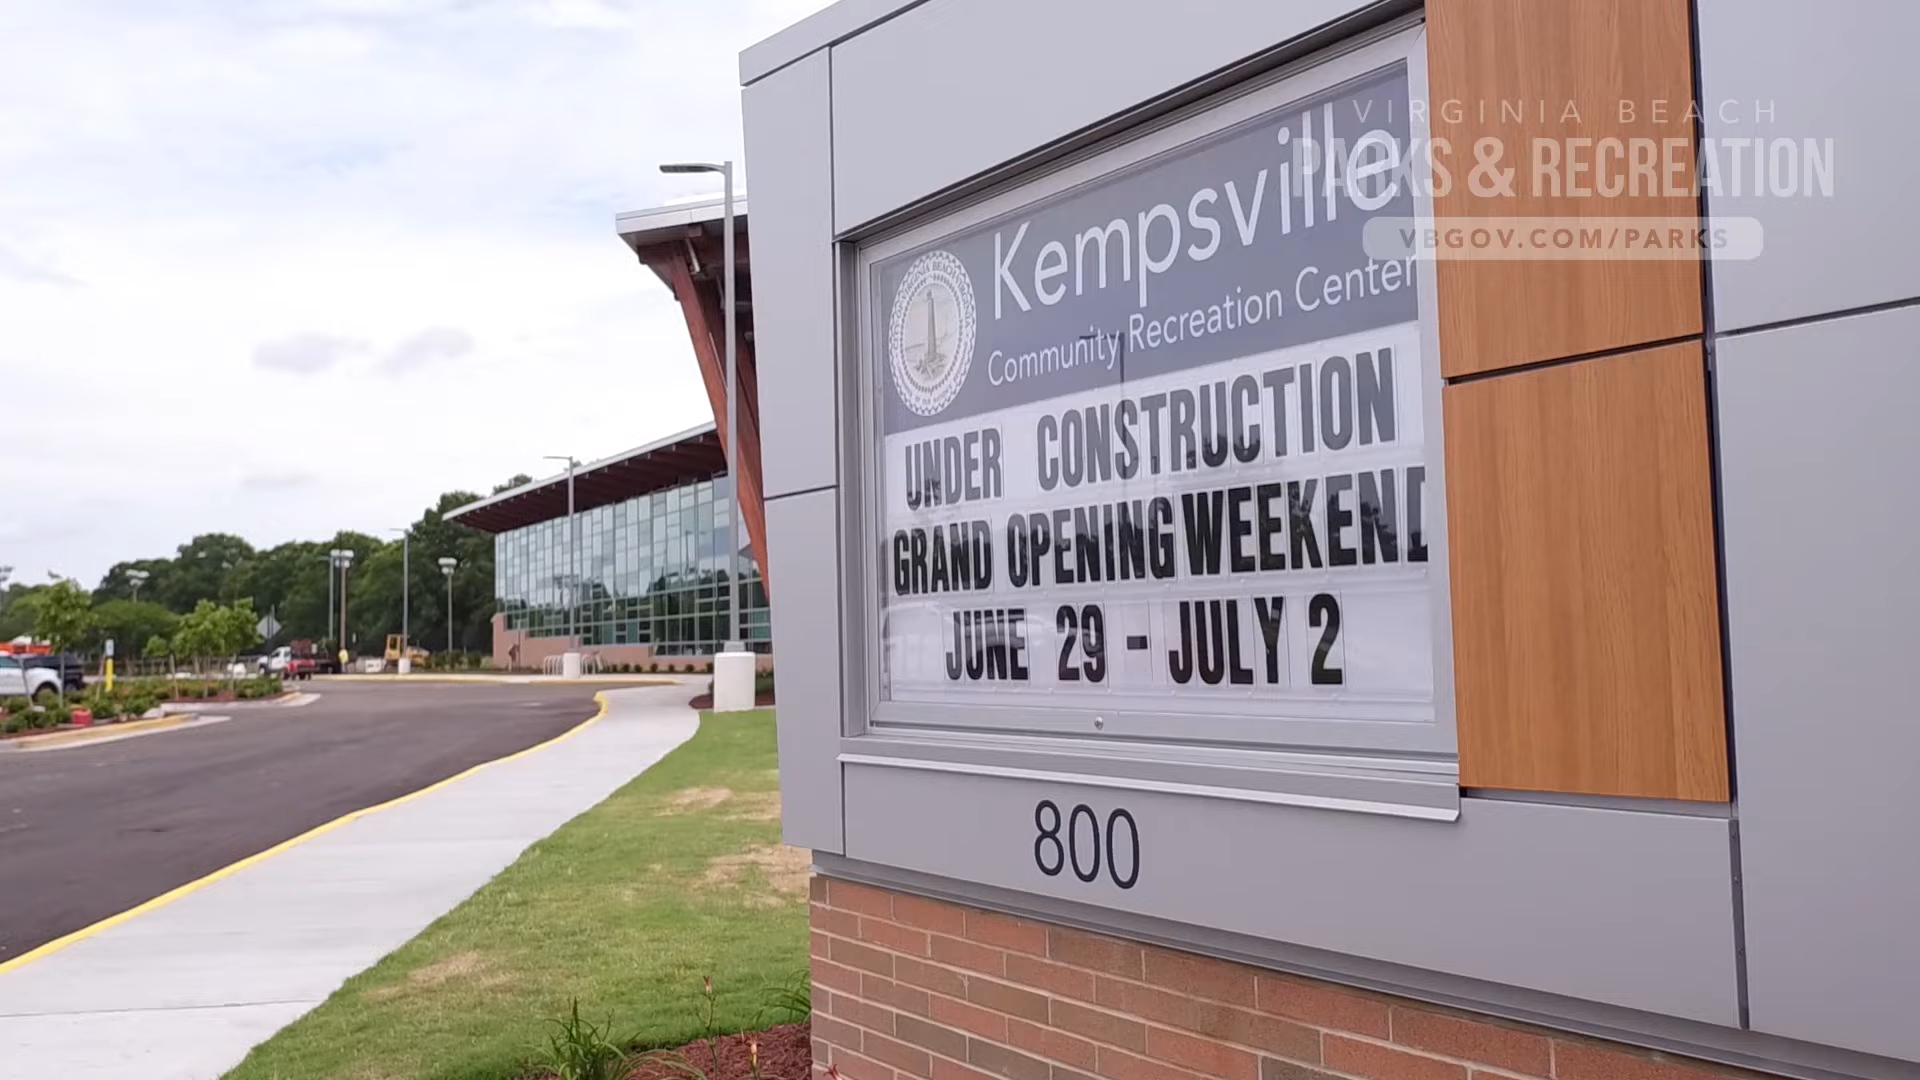 VIRGINIA BEACH
PARKS & RECREATION
VBGOV.COM/PARKS
Kempsville
Community Recreation Center
UNDER CONSTRUCTION
GRAND OPENING WEEKEND
JUNE 29 - JULY 2
800